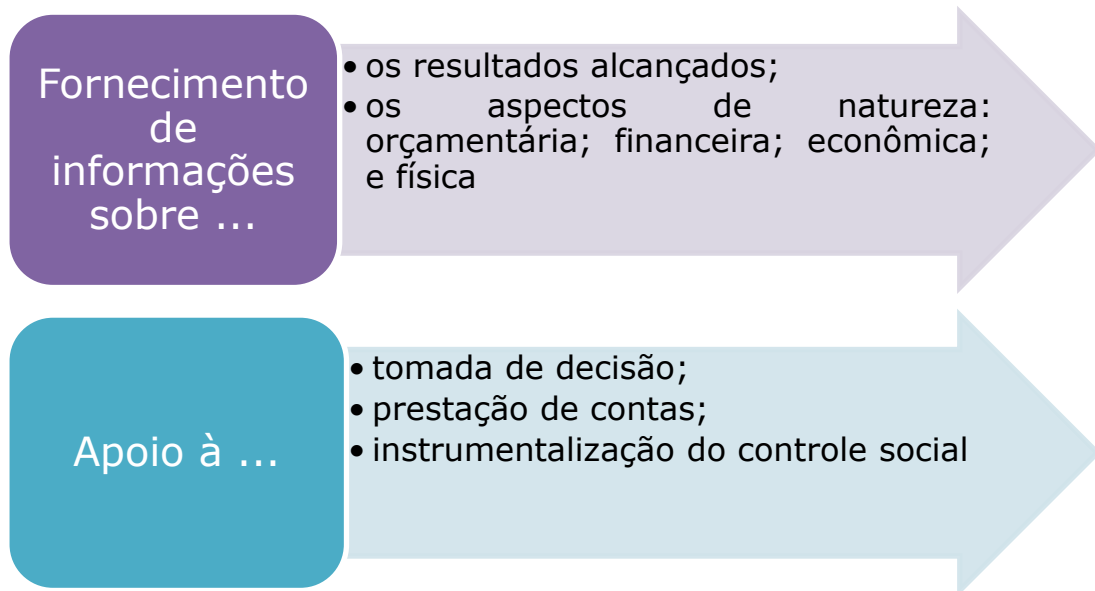 Fornecimento
de
informações
sobre ...
• os resultados alcançados;
• os aspectos de natureza:
orçamentária; financeira; econômica;
e física
Apoio à ...
• tomada de decisão;
• prestação de contas;
• instrumentalização do controle social